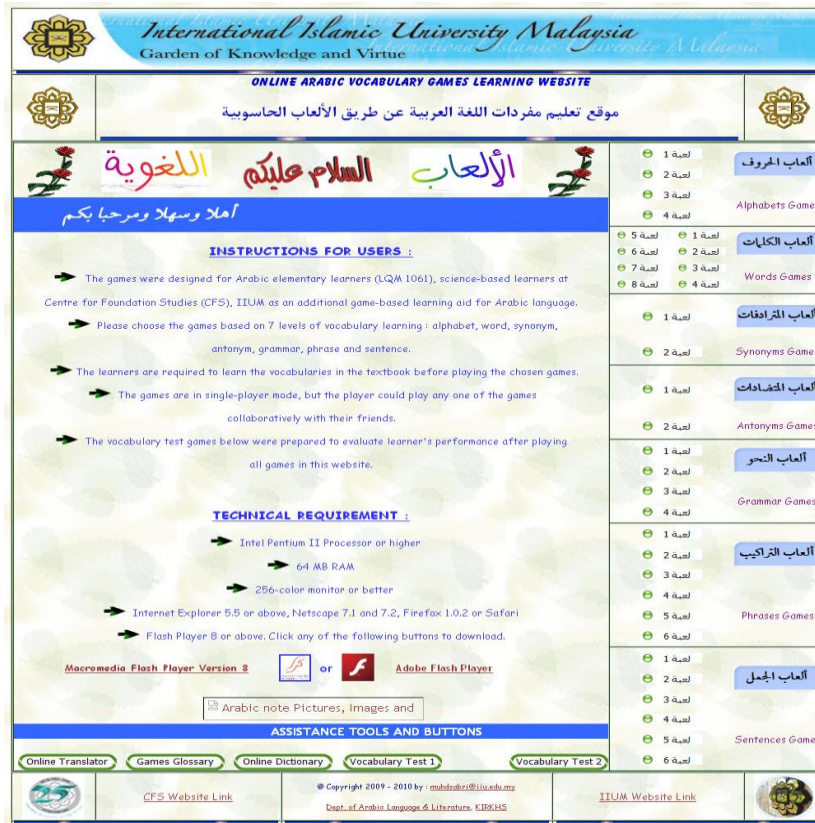 International Islamic University Malaysia
Garden of Knowledge and Virtue
ONLINE ARABIC VOCABULARY GAMES LEARNING WEBSITE
موقع تعليم مفردات اللغة العربية عن طريق الألعاب الحاسوبية
الألعاب السلام عليكم اللغوية
أهلا وسهلا ومرحبا بكم
INSTRUCTIONS FOR USERS :
The games were designed for Arabic elementary learners (LQM 1061), science-based learners at
Centre for Foundation Studies (CFS), IIUM as an additional game-based learning aid for Arabic language.
Please choose the games based on 7 levels of vocabulary learning : alphabet, word, synonym,
antonym, grammar, phrase and sentence.
The learners are required to learn the vocabularies in the textbook before playing the chosen games.
The games are in single-player mode, but the player could play any one of the games
collaboratively with their friends.
The vocabulary test games below were prepared to evaluate learner's performance after playing
all games in this website.
TECHNICAL REQUIREMENT :
Intel Pentium II Processor or higher
64 MB RAM
256-color monitor or better
Internet Explorer 5.5 or above, Netscape 7.1 and 7.2, Firefox 1.0.2 or Safari
Flash Player 8 or above. Click any of the following buttons to download.
Macromedia Flash Player Version 8 or Adobe Flash Player
Arabic note Pictures, Images and
ASSISTANCE TOOLS AND BUTTONS
Online Translator Games Glossary Online Dictionary Vocabulary Test 1 Vocabulary Test 2
ألعاب الحروف
Alphabets Game
لعبة 1
لعبة 2
لعبة 3
لعبة 4
ألعاب الكلمات
Words Games
لعبة 1 لعبة 5
لعبة 2 لعبة 6
لعبة 3 لعبة 7
لعبة 4 لعبة 8
ألعاب المترادفات
Synonyms Game
لعبة 1
لعبة 2
ألعاب المتضادات
Antonyms Games
لعبة 1
لعبة 2
ألعاب النحو
Grammar Games
لعبة 1
لعبة 2
لعبة 3
لعبة 4
ألعاب التراكيب
Phrases Games
لعبة 1
لعبة 2
لعبة 3
لعبة 4
لعبة 5
لعبة 6
ألعاب الجمل
Sentences Game
لعبة 1
لعبة 2
لعبة 3
لعبة 4
لعبة 5
لعبة 6
CFS Website Link
@ Copyright 2009 - 2010 by : muhdsabri@iiu.edu.my
Dept. of Arabic Language & Literature, KIRKHS
IIUM Website Link